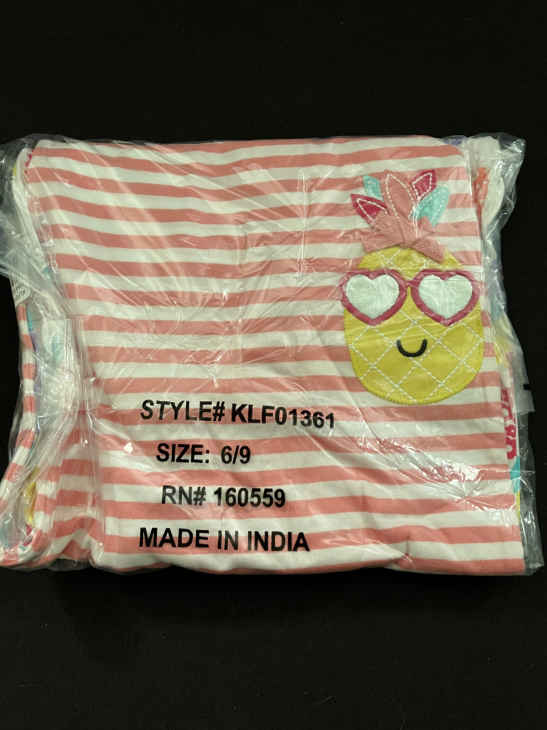 STYLE# KLF01361
SIZE: 6/9
RN# 160559
MADE IN INDIA